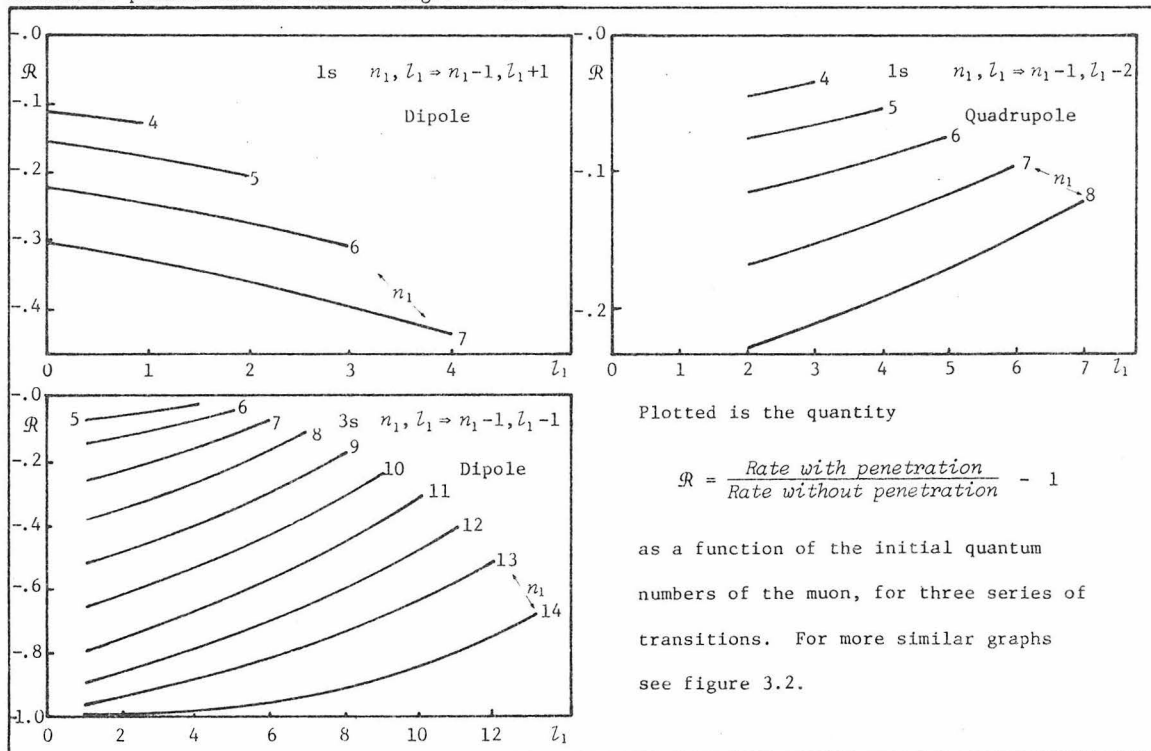 -.0
ℛ
-.1
-.2
-.3
-.4
1s n₁, l₁ ⇒ n₁-1, l₁+1
Dipole
4
5
6
n₁
7
0 1 2 3 4 l₁
-.0
ℛ
-.1
-.2
1s n₁, l₁ ⇒ n₁-1, l₁-2
Quadrupole
4
5
6
7
n₁
8
0 1 2 3 4 5 6 7 l₁
-.0
ℛ
-.2
-.4
-.6
-.8
-1.0
3s n₁, l₁ ⇒ n₁-1, l₁-1
Dipole
5
6
7
8
9
10
11
12
13
n₁
14
0 2 4 6 8 10 12 l₁
Plotted is the quantity
ℛ = Rate with penetration / Rate without penetration - 1
as a function of the initial quantum
numbers of the muon, for three series of
transitions. For more similar graphs
see figure 3.2.